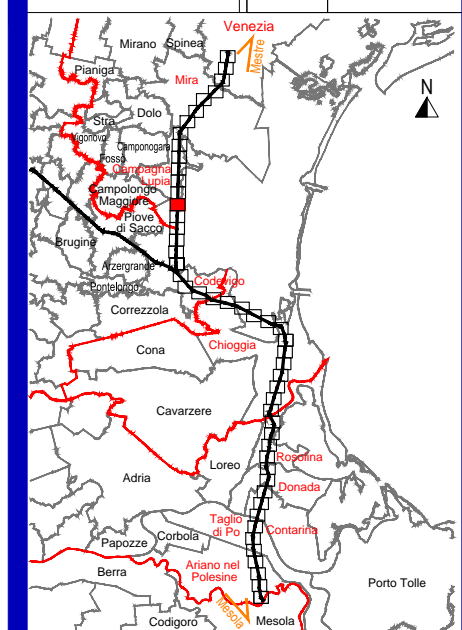 Venezia
Mirano
Spinea
Mestre
N
Pianiga
Mira
Dolo
Stra
Vigonovo
Camponogara
Fosso
Campagna
Lupia
Campolongo
Maggiore
Piove
di Sacco
Brugine
Arzergrande
Codevigo
Pontelongo
Correzzola
Chioggia
Cona
Cavarzere
Rosolina
Loreo
Adria
Donada
Taglio
di Po
Contarina
Corbola
Papozze
Ariano nel
Polesine
Berra
Porto Tolle
Mesola
Mesola
Codigoro